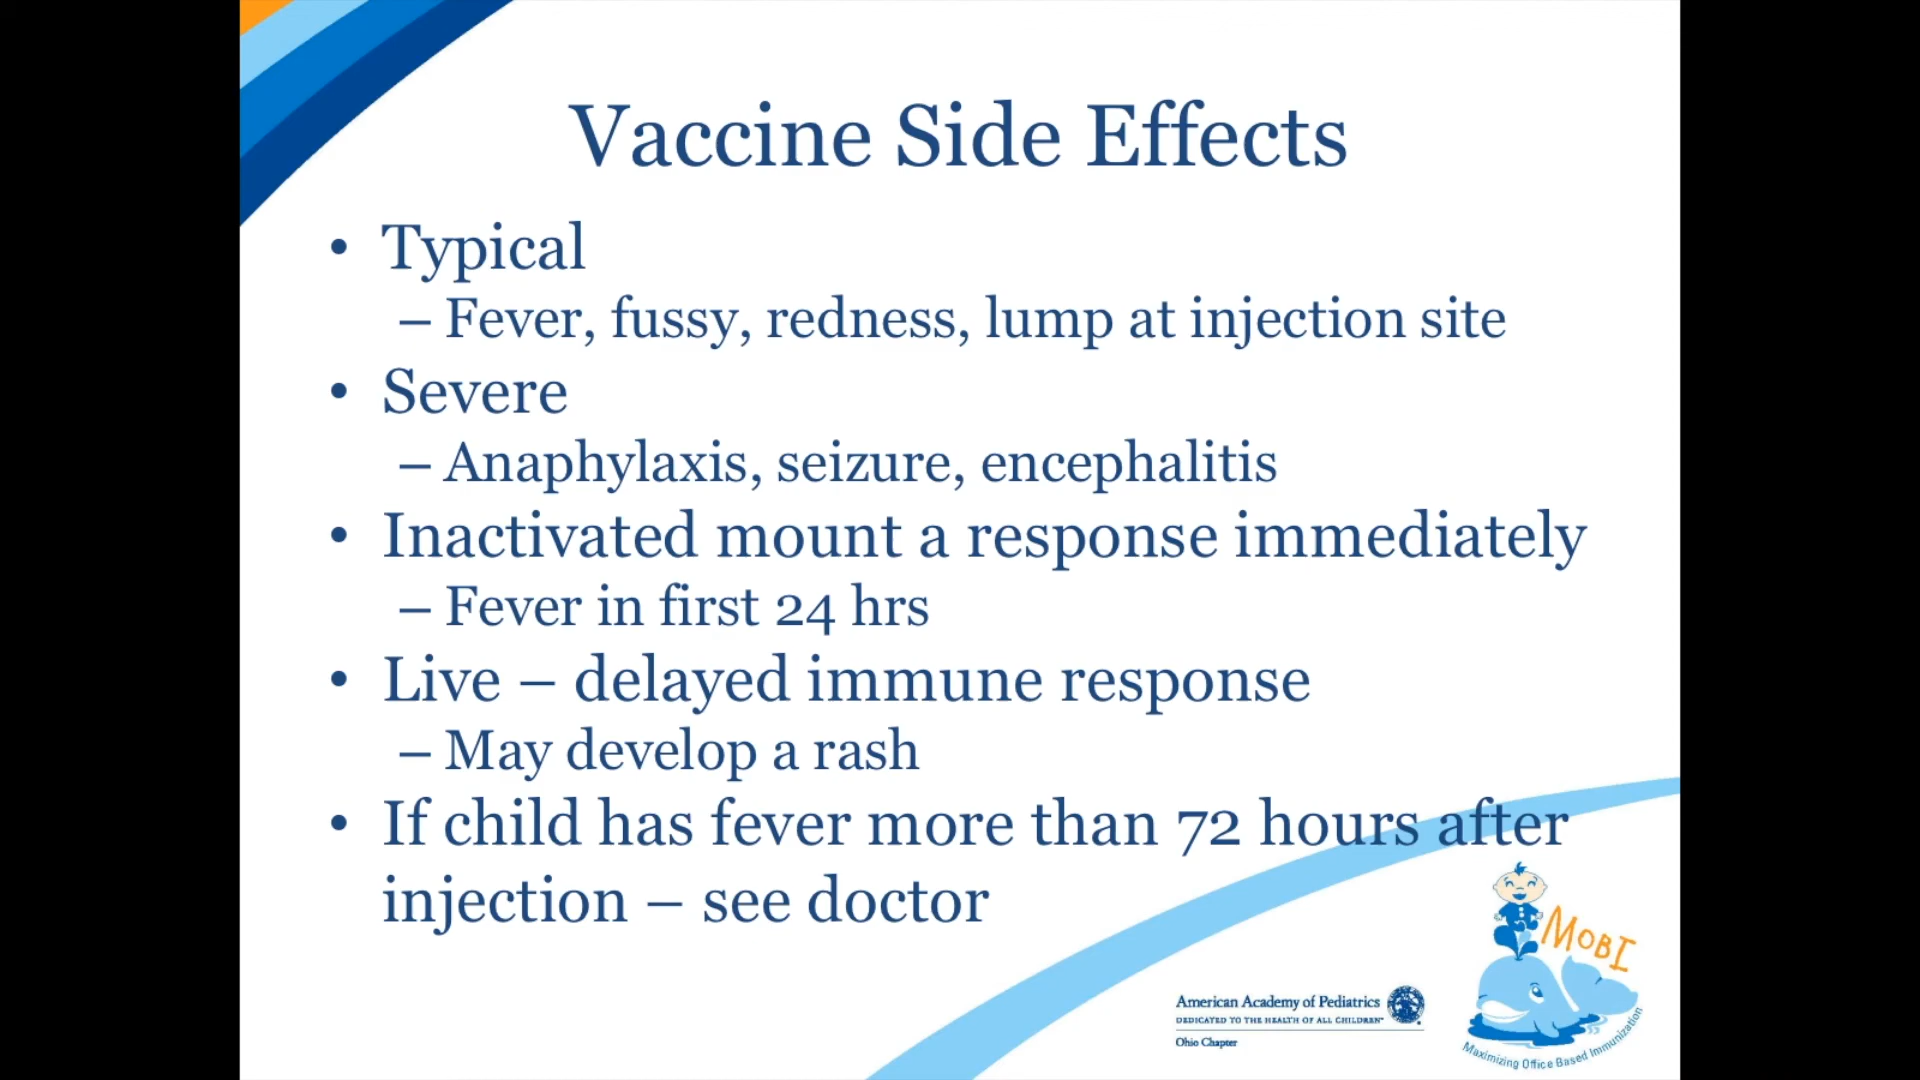 Vaccine Side Effects
• Typical
– Fever, fussy, redness, lump at injection site
• Severe
– Anaphylaxis, seizure, encephalitis
• Inactivated mount a response immediately
– Fever in first 24 hrs
• Live – delayed immune response
– May develop a rash
• If child has fever more than 72 hours after
injection – see doctor
MOBI
American Academy of Pediatrics
DEDICATED TO THE HEALTH OF ALL CHILDREN™
Ohio Chapter
Maximizing Office Based Immunization